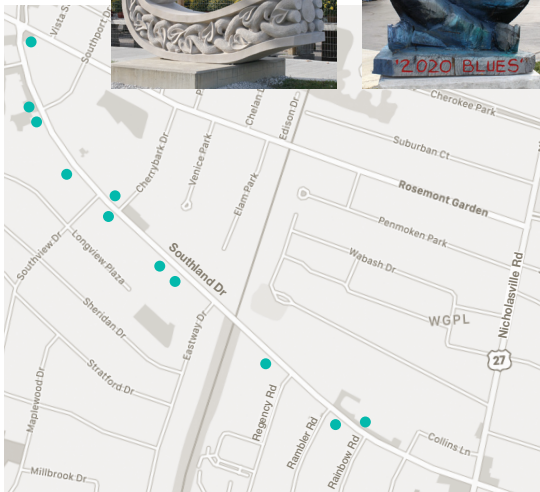 "2020 BLUES"
Vista S
Southport Dr
P
Chelan D
Edison Dr
Cherokee Park
Suburban Ct
Cherrybark Dr
Venice Park
Elam Park
Rosemont Garden
Penmoken Park
Southview Dr
Longview Plaza
Southland Dr
Wabash Dr
Nicholasville Rd
Sheridan Dr
Eastway Dr
WGPL
27
Stratford Dr
Maplewood Dr
Regency Rd
Rambler Rd
Rainbow Rd
Collins Ln
Millbrook Dr